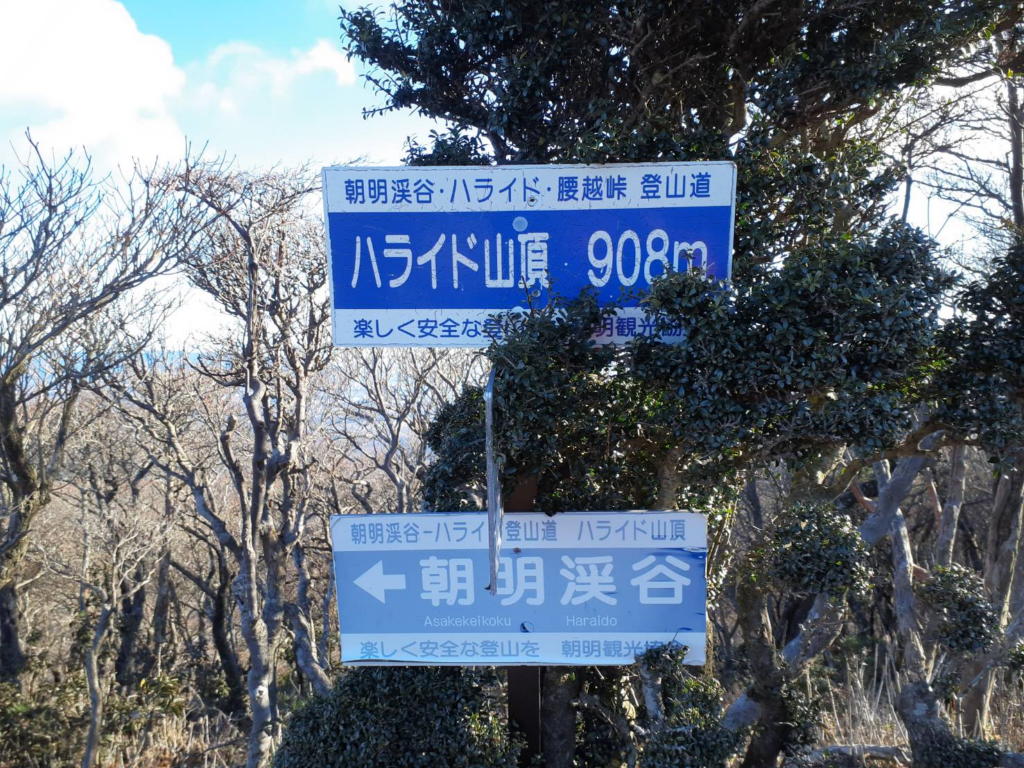 朝明渓谷・ハライド・腰越峠 登山道
ハライド山頂 908m
楽しく安全な登 明観光協
朝明渓谷ーハライ 登山道 ハライド山頂
← 朝明渓谷
Asakekeikoku Haraido
楽しく安全な登山を 朝明観光協